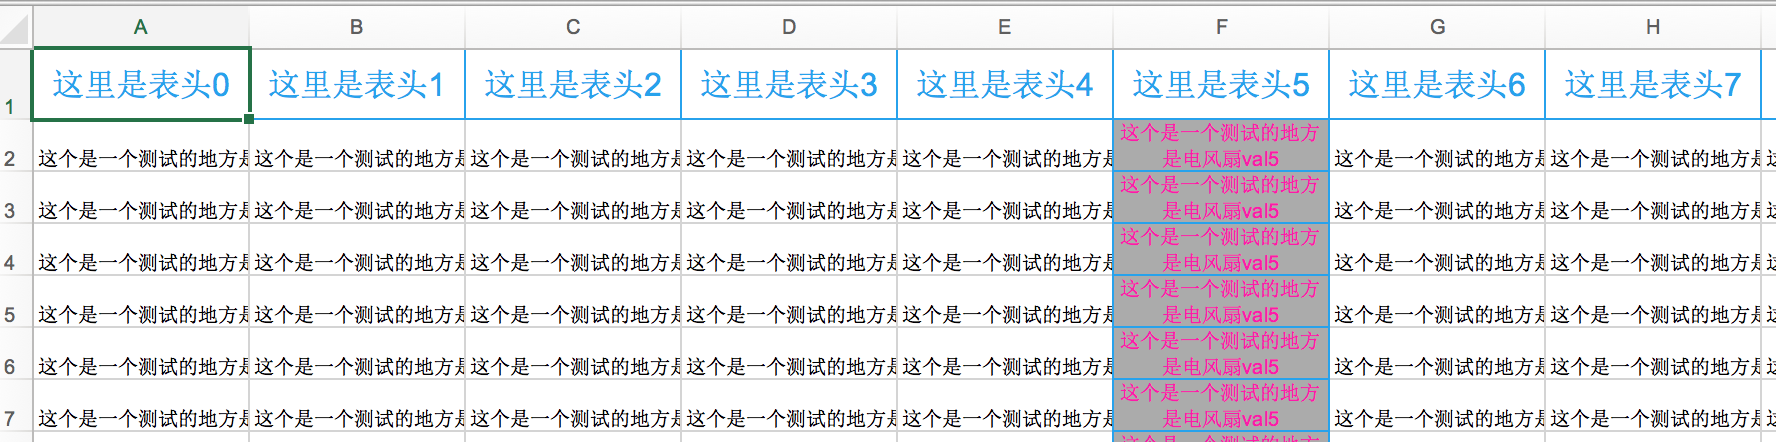 A B C D E F G H
1 这里是表头0 这里是表头1 这里是表头2 这里是表头3 这里是表头4 这里是表头5 这里是表头6 这里是表头7
2 这个是一个测试的地方是 这个是一个测试的地方是 这个是一个测试的地方是 这个是一个测试的地方是 这个是一个测试的地方是 这个是一个测试的地方 这个是一个测试的地方是 这个是一个测试的地方是
是电风扇val5
3 这个是一个测试的地方是 这个是一个测试的地方是 这个是一个测试的地方是 这个是一个测试的地方是 这个是一个测试的地方是 这个是一个测试的地方 这个是一个测试的地方是 这个是一个测试的地方是
是电风扇val5
4 这个是一个测试的地方是 这个是一个测试的地方是 这个是一个测试的地方是 这个是一个测试的地方是 这个是一个测试的地方是 这个是一个测试的地方 这个是一个测试的地方是 这个是一个测试的地方是
是电风扇val5
5 这个是一个测试的地方是 这个是一个测试的地方是 这个是一个测试的地方是 这个是一个测试的地方是 这个是一个测试的地方是 这个是一个测试的地方 这个是一个测试的地方是 这个是一个测试的地方是
是电风扇val5
6 这个是一个测试的地方是 这个是一个测试的地方是 这个是一个测试的地方是 这个是一个测试的地方是 这个是一个测试的地方是 这个是一个测试的地方 这个是一个测试的地方是 这个是一个测试的地方是
是电风扇val5
7 这个是一个测试的地方是 这个是一个测试的地方是 这个是一个测试的地方是 这个是一个测试的地方是 这个是一个测试的地方是 这个是一个测试的地方 这个是一个测试的地方是 这个是一个测试的地方是
是电风扇val5